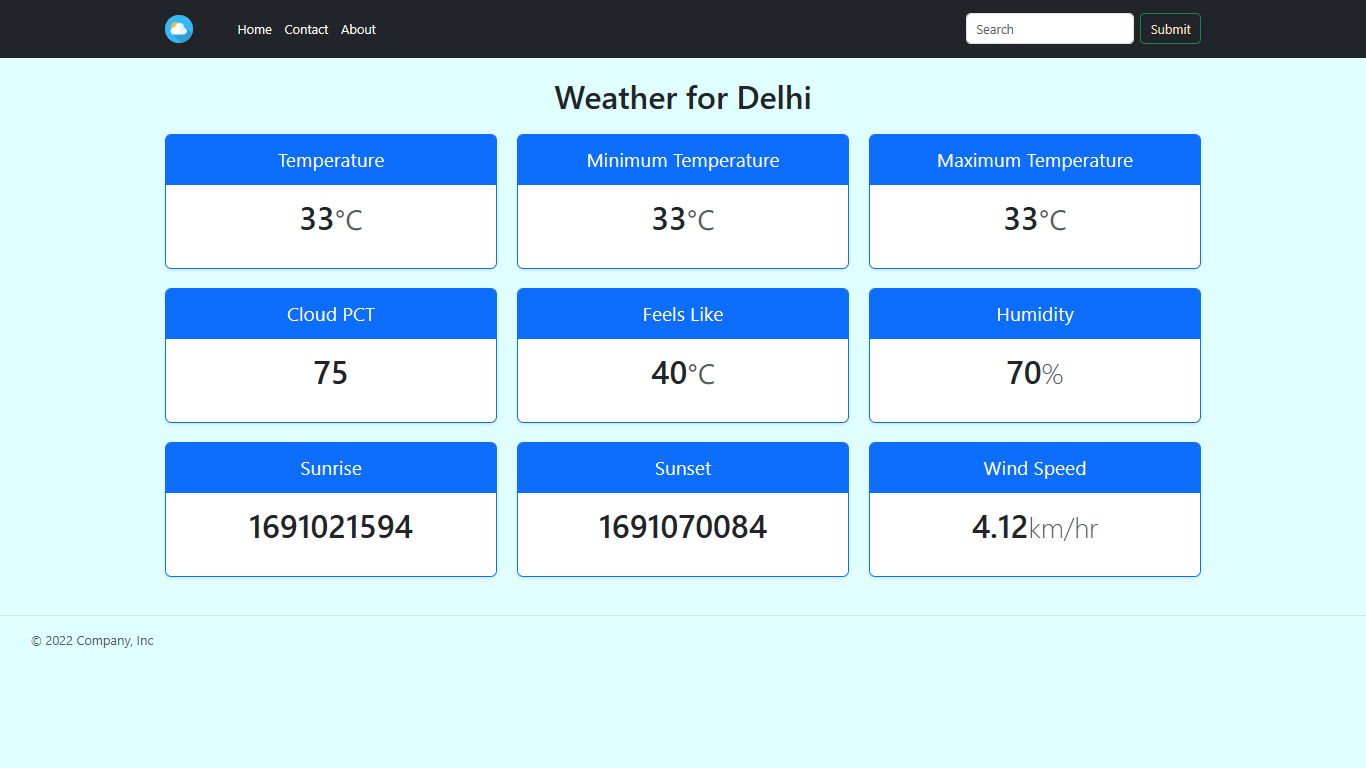 Home Contact About Search Submit
Weather for Delhi
Temperature Minimum Temperature Maximum Temperature
33°C 33°C 33°C
Cloud PCT Feels Like Humidity
75 40°C 70%
Sunrise Sunset Wind Speed
1691021594 1691070084 4.12km/hr
© 2022 Company, Inc